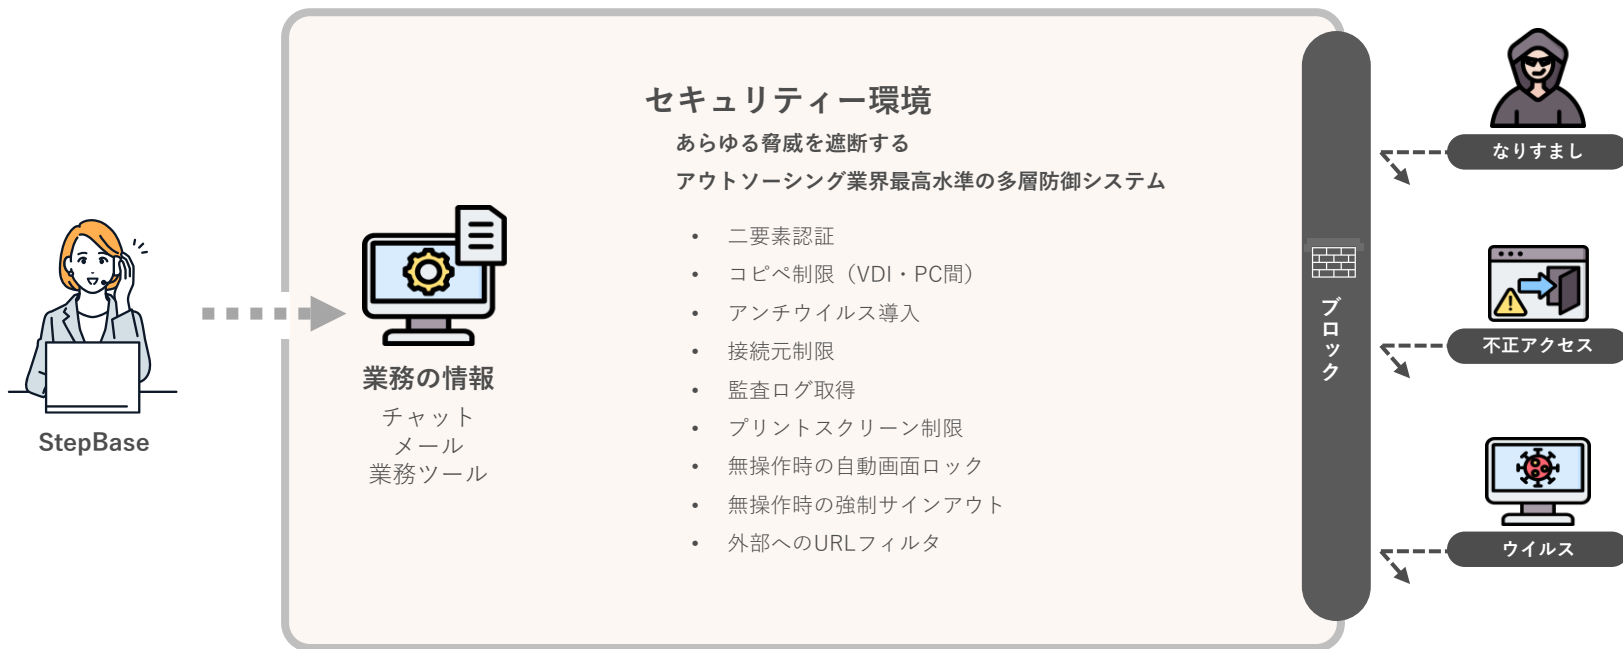 セキュリティー環境
あらゆる脅威を遮断する
アウトソーシング業界最高水準の多層防御システム
• 二要素認証
• コピペ制限（VDI・PC間）
• アンチウイルス導入
• 接続元制限
• 監査ログ取得
• プリントスクリーン制限
• 無操作時の自動画面ロック
• 無操作時の強制サインアウト
• 外部へのURLフィルタ
StepBase
業務の情報
チャット
メール
業務ツール
ブロック
なりすまし
不正アクセス
ウイルス